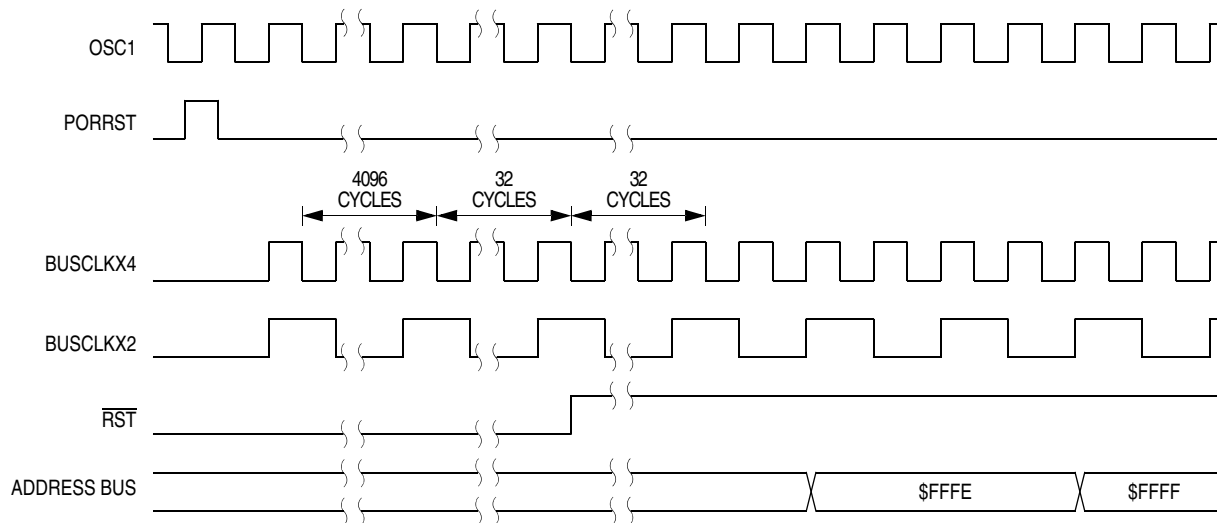 OSC1
PORRST
4096
CYCLES
32
CYCLES
32
CYCLES
BUSCLKX4
BUSCLKX2
RST
ADDRESS BUS
$FFFE
$FFFF